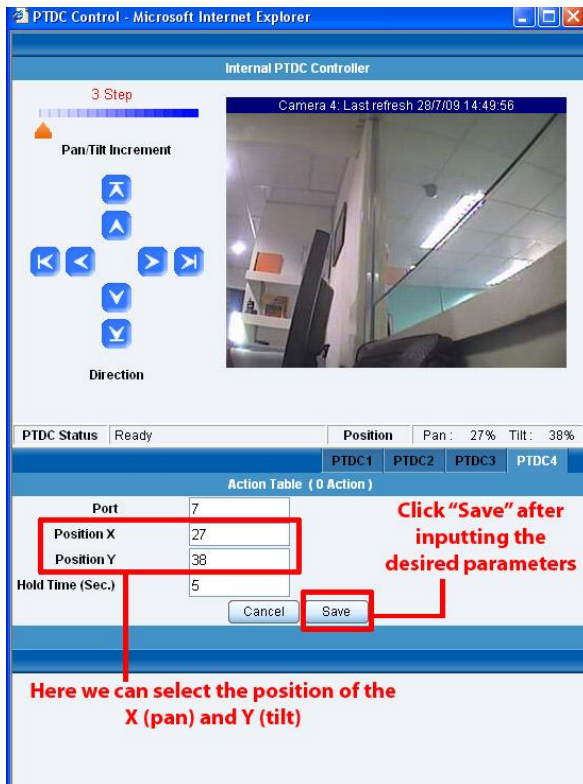 PTDC Control - Microsoft Internet Explorer
Internal PTDC Controller
3 Step
Camera 4: Last refresh 28/7/09 14:49:56
Pan/Tilt Increment
Direction
PTDC Status Ready Position Pan : 27% Tilt : 38%
PTDC1 PTDC2 PTDC3 PTDC4
Action Table ( 0 Action )
Port 7
Position X 27
Position Y 38
Hold Time (Sec.) 5
Cancel Save
Click “Save” after
inputting the
desired parameters
Here we can select the position of the
X (pan) and Y (tilt)